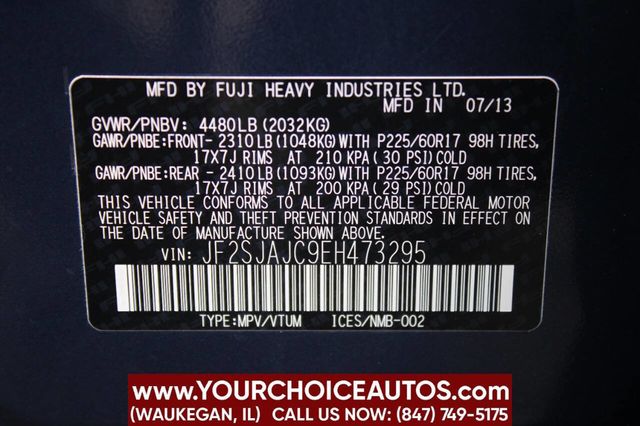 MFD BY FUJI HEAVY INDUSTRIES LTD.
MFD IN 07/13
GVWR/PNBV: 4480LB(2032KG)
GAWR/PNBE:FRONT-2310LB(1048KG)WITH P225/60R17 98H TIRES,
17X7J RIMS AT 210 KPA(30 PSI)COLD
GAWR/PNBE:REAR -2410LB(1093KG)WITH P225/60R17 98H TIRES,
17X7J RIMS AT 200 KPA(29 PSI)COLD
THIS VEHICLE CONFORMS TO ALL APPLICABLE FEDERAL MOTOR
VEHICLE SAFETY AND THEFT PREVENTION STANDARDS IN EFFECT
ON THE DATE OF MANUFACTURE SHOWN ABOVE.
VIN: JF2SJAJC9EH473295
TYPE:MPV/VTUM ICES/NMB-002
WWW.YOURCHOICEAUTOS.COM
(WAUKEGAN, IL) CALL US FOR MORE INFO: (847) 749-5175